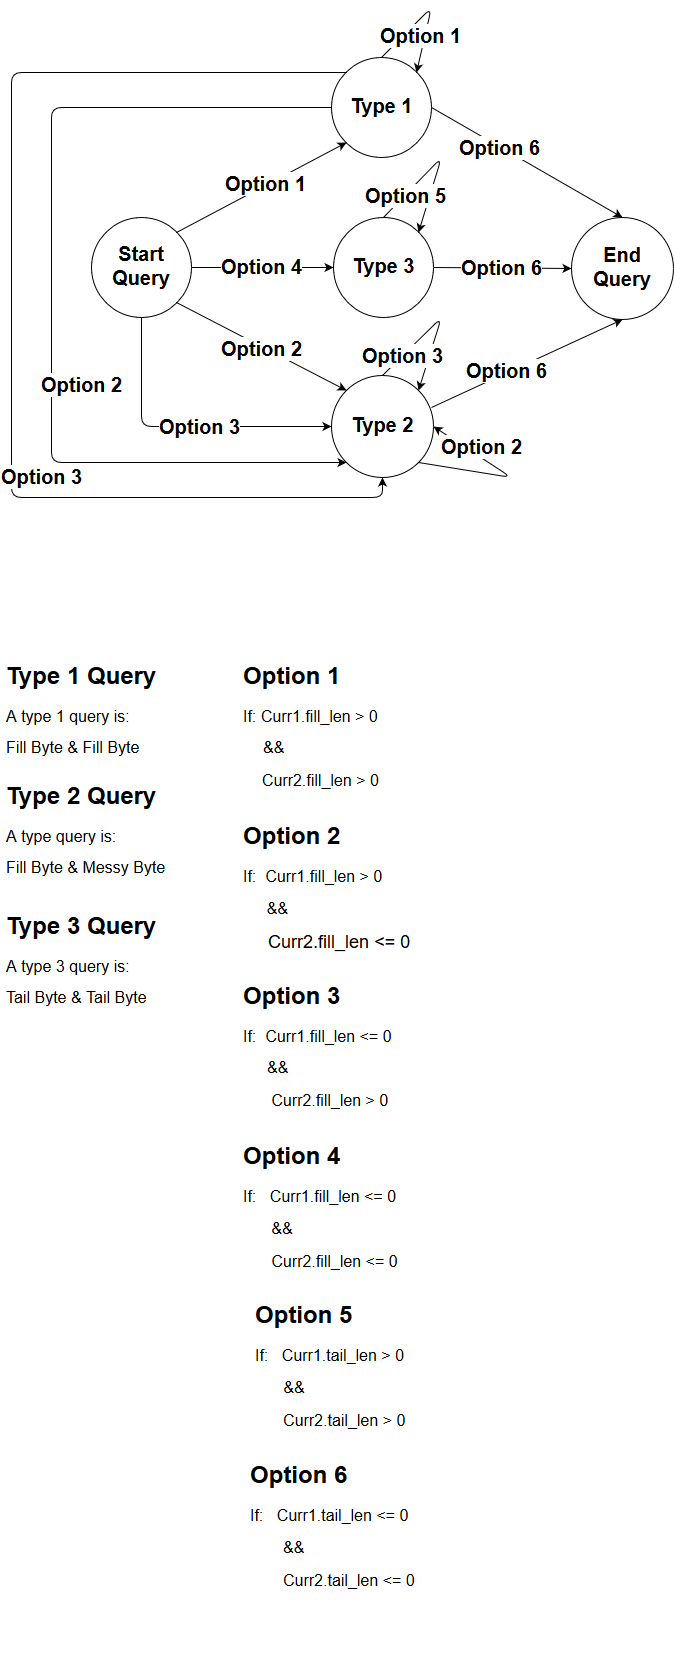 Option 1
Type 1
Option 6
Option 1
Option 5
Start
Query
Option 4
Type 3
Option 6
End
Query
Option 2
Option 3
Option 6
Option 2
Option 3
Type 2
Option 2
Option 3
Type 1 Query
A type 1 query is:
Fill Byte & Fill Byte
Type 2 Query
A type query is:
Fill Byte & Messy Byte
Type 3 Query
A type 3 query is:
Tail Byte & Tail Byte
Option 1
If: Curr1.fill_len > 0
&&
Curr2.fill_len > 0
Option 2
If: Curr1.fill_len > 0
&&
Curr2.fill_len <= 0
Option 3
If: Curr1.fill_len <= 0
&&
Curr2.fill_len > 0
Option 4
If: Curr1.fill_len <= 0
&&
Curr2.fill_len <= 0
Option 5
If: Curr1.tail_len > 0
&&
Curr2.tail_len > 0
Option 6
If: Curr1.tail_len <= 0
&&
Curr2.tail_len <= 0